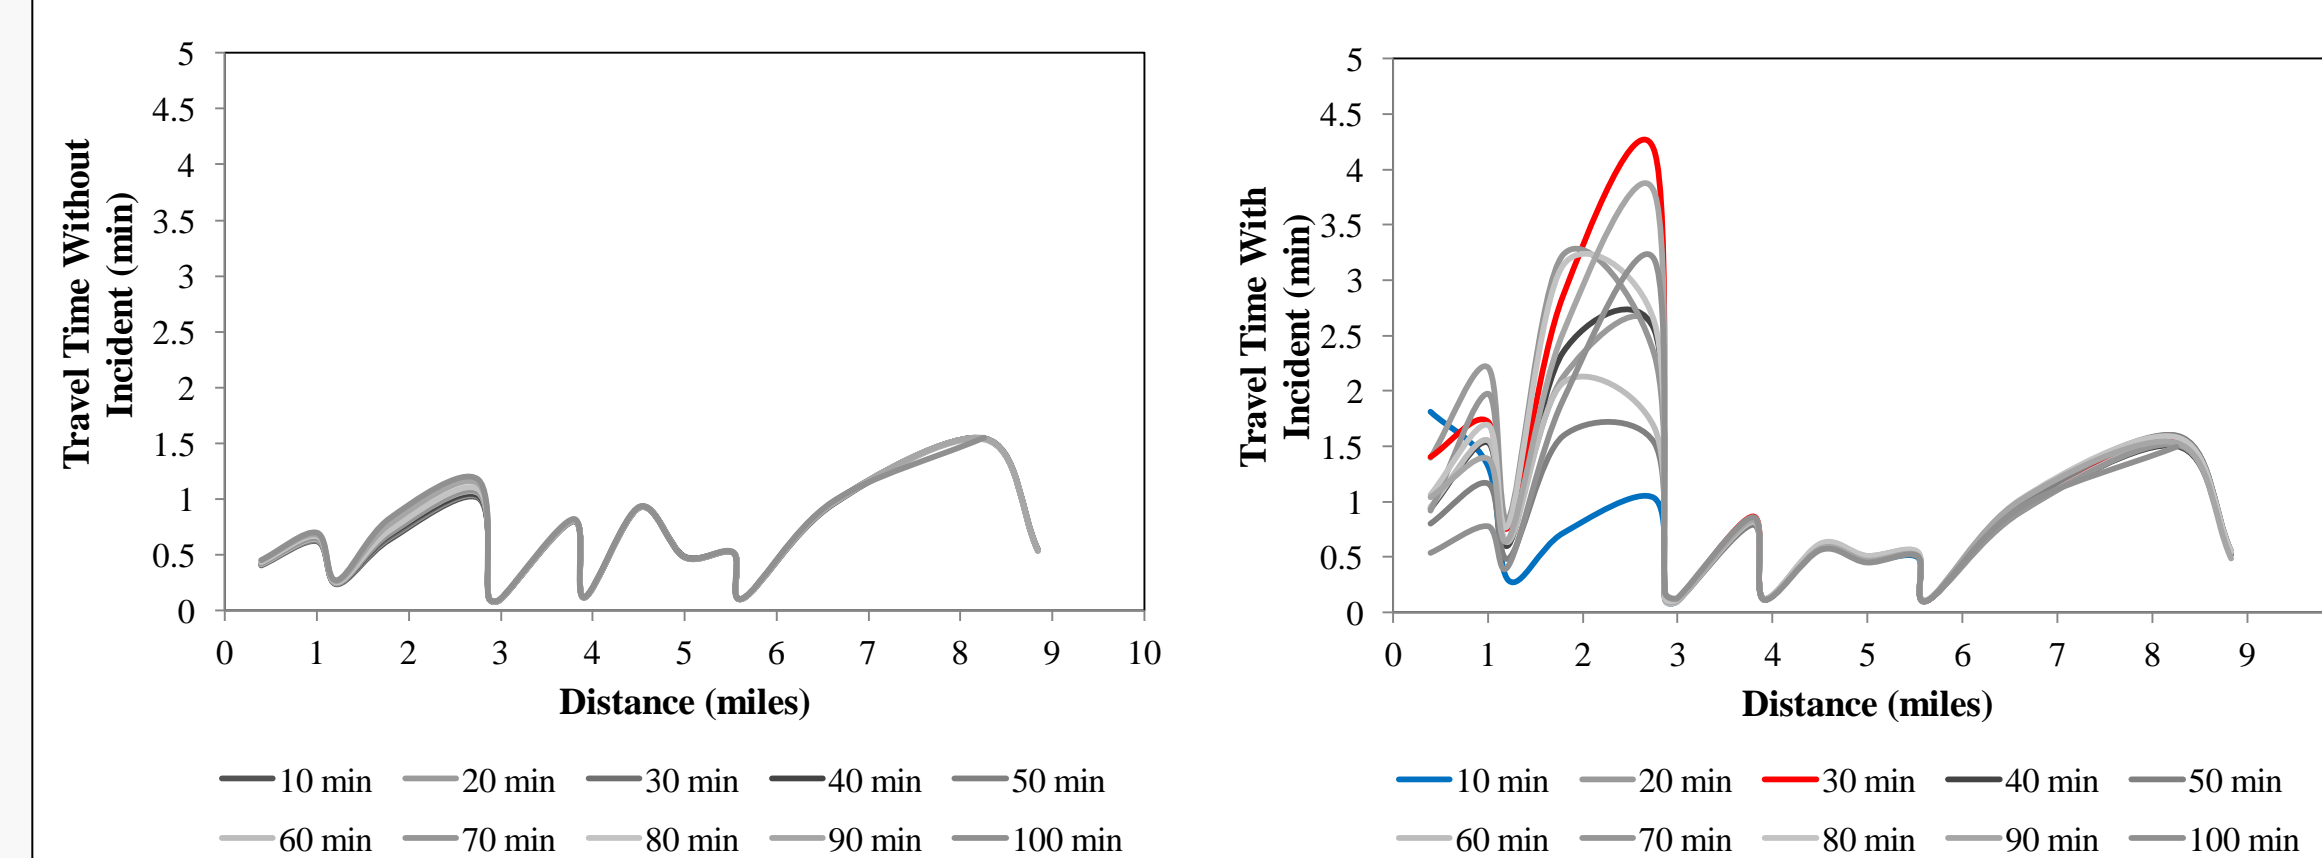 Travel Time Without
Incident (min)
5
4.5
4
3.5
3
2.5
2
1.5
1
0.5
0
0 1 2 3 4 5 6 7 8 9 10
Distance (miles)
10 min 20 min 30 min 40 min 50 min
60 min 70 min 80 min 90 min 100 min
Travel Time With
Incident (min)
5
4.5
4
3.5
3
2.5
2
1.5
1
0.5
0
0 1 2 3 4 5 6 7 8 9
Distance (miles)
10 min 20 min 30 min 40 min 50 min
60 min 70 min 80 min 90 min 100 min